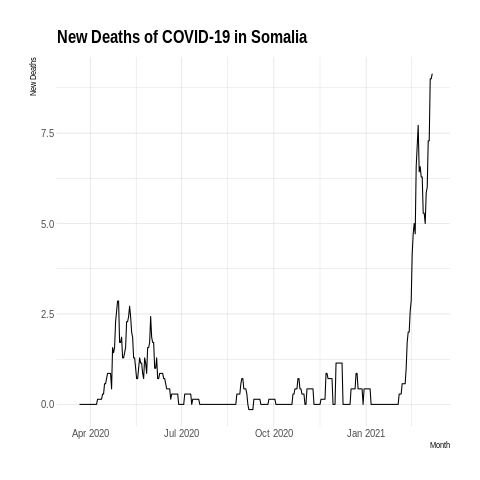 New Deaths of COVID-19 in Somalia
New Deaths
7.5
5.0
2.5
0.0
Apr 2020 Jul 2020 Oct 2020 Jan 2021
Month